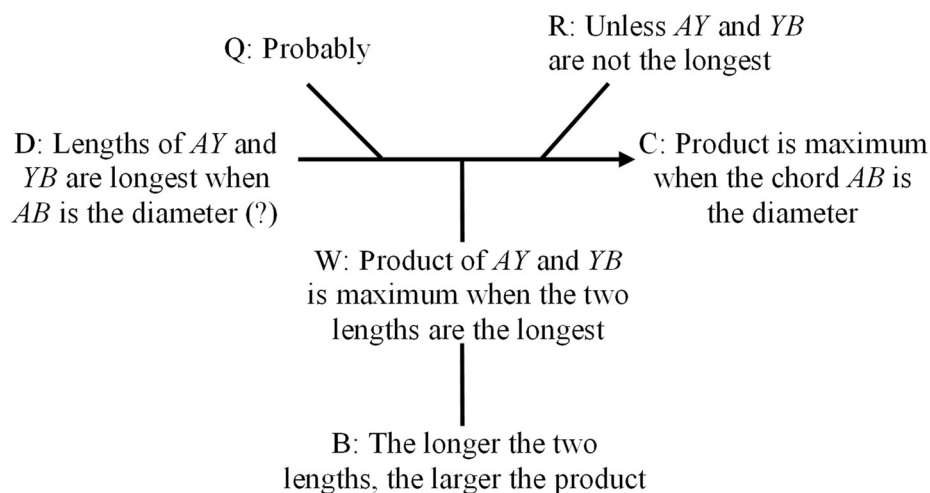 Q: Probably
R: Unless AY and YB
are not the longest
D: Lengths of AY and
YB are longest when
AB is the diameter (?)
C: Product is maximum
when the chord AB is
the diameter
W: Product of AY and YB
is maximum when the two
lengths are the longest
B: The longer the two
lengths, the larger the product